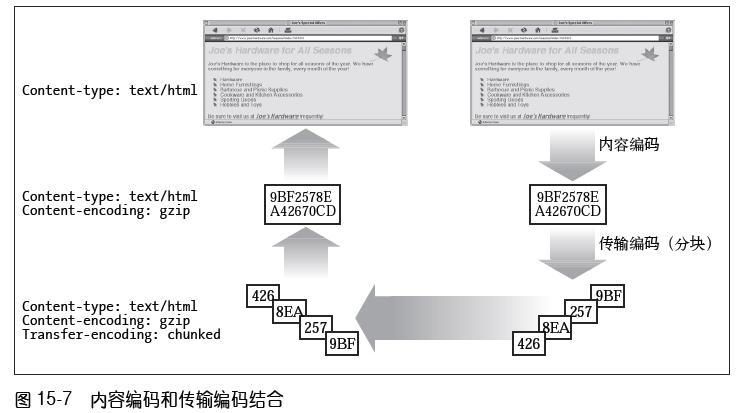 Joe's Special Offers
Joe's Hardware for All Seasons
Joe's Hardware is the place to shop for all seasons of the year. We have
something for everyone in the family, every month of the year!
Hardware
Home Furnishings
Barbecue and Picnic Supplies
Cookware and Kitchen Accessories
Sporting Goods
Hobbies and Toys
Be sure to visit us at Joe's Hardware frequently!
Joe's Special Offers
Joe's Hardware for All Seasons
Joe's Hardware is the place to shop for all seasons of the year. We have
something for everyone in the family, every month of the year!
Hardware
Home Furnishings
Barbecue and Picnic Supplies
Cookware and Kitchen Accessories
Sporting Goods
Hobbies and Toys
Be sure to visit us at Joe's Hardware frequently!
Content-type: text/html
内容编码
Content-type: text/html
Content-encoding: gzip
9BF2578E
A42670CD
9BF2578E
A42670CD
传输编码（分块）
Content-type: text/html
Content-encoding: gzip
Transfer-encoding: chunked
426
8EA
257
9BF
9BF
257
8EA
426
图 15-7 内容编码和传输编码结合